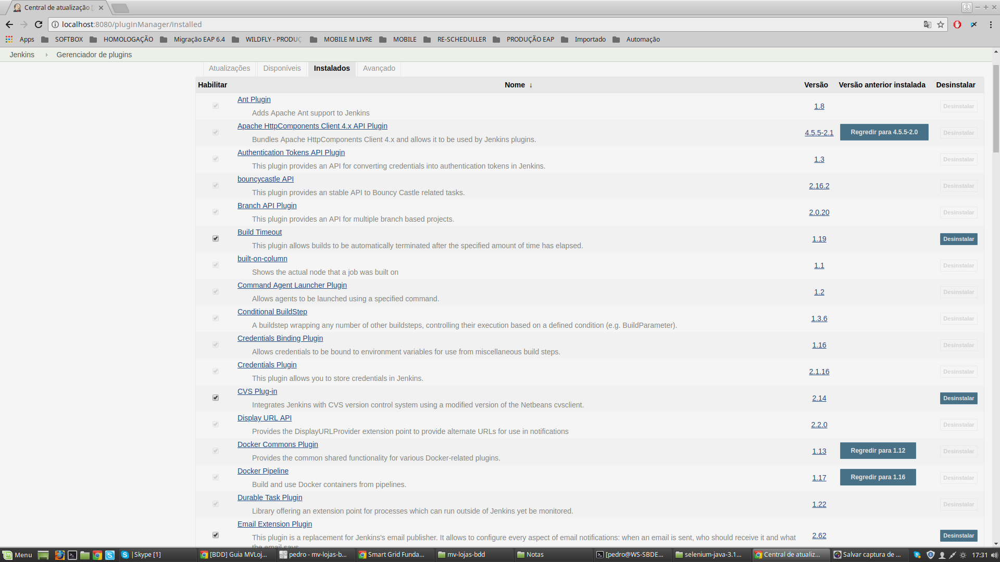 Central de atualização [
localhost:8080/pluginManager/installed
Apps
SOFTBOX
HOMOLOGAÇÃO
Migração EAP 6.4
WILDFLY - PRODUÇ
MOBILE M LIVRE
MOBILE
RE-SCHEDULLER
PRODUÇÃO EAP
Importado
Automação
Jenkins
Gerenciador de plugins
Atualizações
Disponíveis
Instalados
Avançado
Habilitar
Nome ↓
Versão
Versão anterior instalada
Desinstalar
Ant Plugin
Adds Apache Ant support to Jenkins
1.8
Desinstalar
Apache HttpComponents Client 4.x API Plugin
Bundles Apache HttpComponents Client 4.x and allows it to be used by Jenkins plugins.
4.5.5-2.1
Regredir para 4.5.5-2.0
Desinstalar
Authentication Tokens API Plugin
This plugin provides an API for converting credentials into authentication tokens in Jenkins.
1.3
Desinstalar
bouncycastle API
This plugin provides an stable API to Bouncy Castle related tasks.
2.16.2
Desinstalar
Branch API Plugin
This plugin provides an API for multiple branch based projects.
2.0.20
Desinstalar
Build Timeout
This plugin allows builds to be automatically terminated after the specified amount of time has elapsed.
1.19
Desinstalar
built-on-column
Shows the actual node that a job was built on
1.1
Desinstalar
Command Agent Launcher Plugin
Allows agents to be launched using a specified command.
1.2
Desinstalar
Conditional BuildStep
A buildstep wrapping any number of other buildsteps, controlling their execution based on a defined condition (e.g. BuildParameter).
1.3.6
Desinstalar
Credentials Binding Plugin
Allows credentials to be bound to environment variables for use from miscellaneous build steps.
1.16
Desinstalar
Credentials Plugin
This plugin allows you to store credentials in Jenkins.
2.1.16
Desinstalar
CVS Plug-in
Integrates Jenkins with CVS version control system using a modified version of the Netbeans cvsclient.
2.14
Desinstalar
Display URL API
Provides the DisplayURLProvider extension point to provide alternate URLs for use in notifications
2.2.0
Desinstalar
Docker Commons Plugin
Provides the common shared functionality for various Docker-related plugins.
1.13
Regredir para 1.12
Desinstalar
Docker Pipeline
Build and use Docker containers from pipelines.
1.17
Regredir para 1.16
Desinstalar
Durable Task Plugin
Library offering an extension point for processes which can run outside of Jenkins yet be monitored.
1.22
Desinstalar
Email Extension Plugin
This plugin is a replacement for Jenkins's email publisher. It allows to configure every aspect of email notifications: when an email is sent, who should receive it and what
the email says
2.62
Desinstalar
Menu
|Skype [1]
[BDD] Guia MVLoj...
pedro - mv-lojas-b...
Smart Grid Funda...
mv-lojas-bdd
Notas
[pedro@WS-SBDE...
selenium-java-3.1...
Central de atualiz...
Salvar captura de ...
17:31